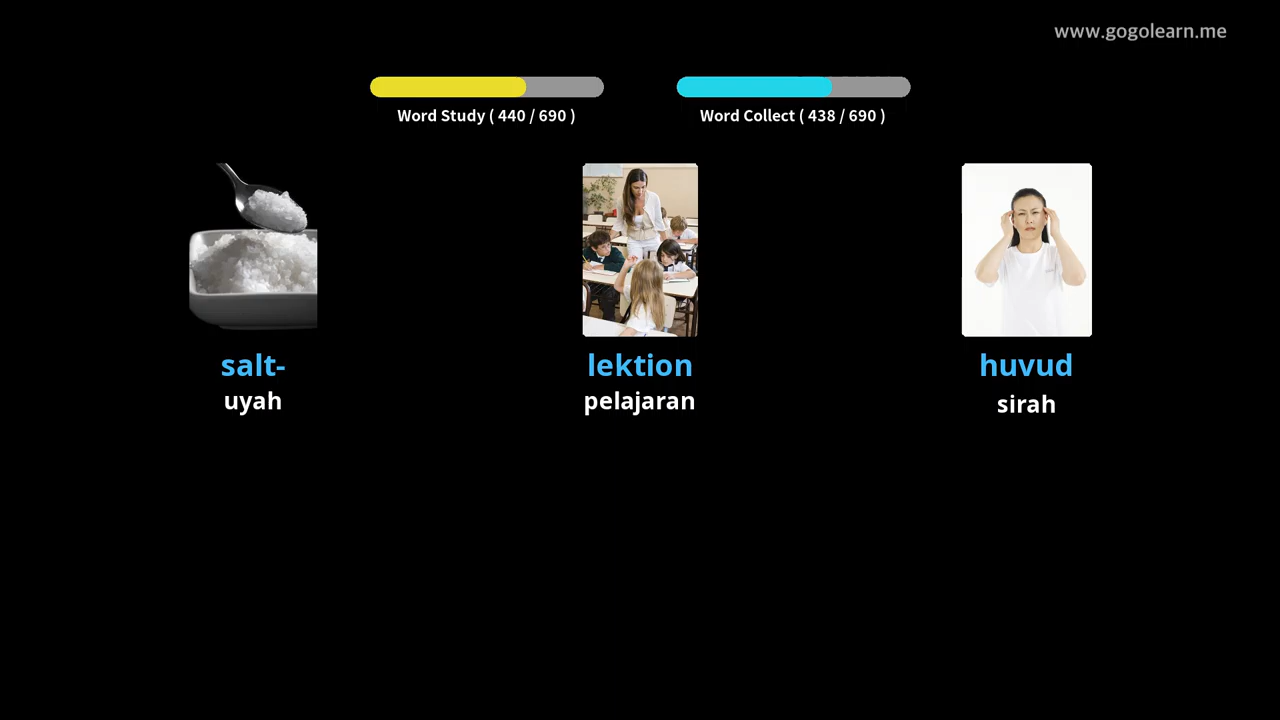 www.gogolearn.me
Word Study ( 440 / 690 )
Word Collect ( 438 / 690 )
salt-
uyah
lektion
pelajaran
huvud
sirah